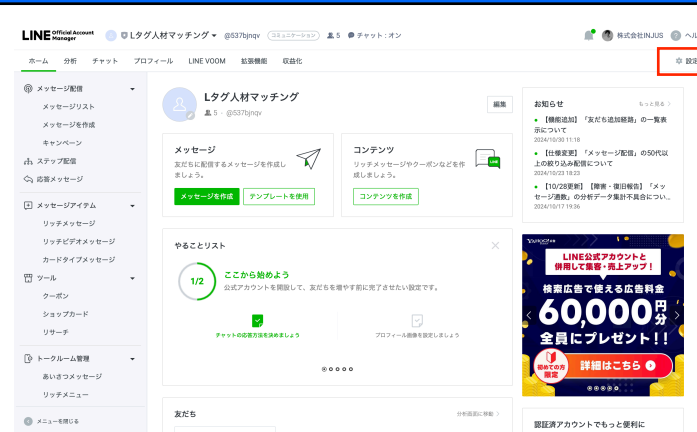 LINE Official Account Manager
Lタグ人材マッチング
@537bjnqv
コミュニケーション
5
チャット : オン
株式会社INJUS
ヘル
ホーム
分析
チャット
プロフィール
LINE VOOM
拡張機能
収益化
設定
メッセージ配信
メッセージリスト
メッセージを作成
キャンペーン
ステップ配信
応答メッセージ
メッセージアイテム
リッチメッセージ
リッチビデオメッセージ
カードタイプメッセージ
ツール
クーポン
ショップカード
リサーチ
トークルーム管理
あいさつメッセージ
リッチメニュー
メニューを閉じる
Lタグ人材マッチング
5 · @537bjnqv
編集
メッセージ
友だちに配信するメッセージを作成し
ましょう。
メッセージを作成
テンプレートを使用
コンテンツ
リッチメッセージやクーポンなどを作
成しましょう。
コンテンツを作成
LIVE
やることリスト
1/2
ここから始めよう
公式アカウントを開設して、友だちを増やす前に完了させたい設定です。
チャットの応答方法を決めましょう
プロフィール画像を設定しましょう
友だち
分析画面に移動
お知らせ
もっと見る
【機能追加】「友だち追加経路」の一覧表
示について
2024/10/30 11:18
【仕様変更】「メッセージ配信」の50代以
上の絞り込み配信について
2024/10/23 18:23
【10/28更新】【障害・復旧報告】「メッ
セージ通数」の分析データ集計不具合につい...
2024/10/17 19:36
YAHOO!広告
LINE公式アカウントと
併用して集客・売上アップ！
検索広告で使える広告料金
60,000円分
全員にプレゼント!!
初めての方
限定
詳細はこちら
認証済アカウントでもっと便利に